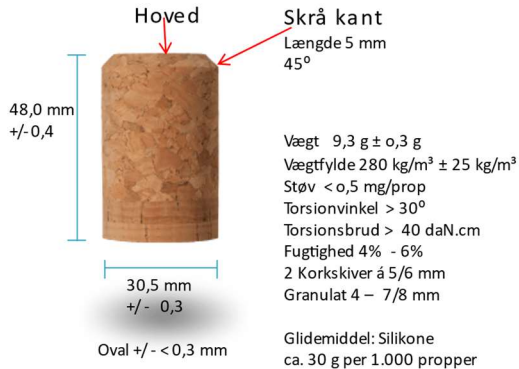 Hoved
Skrå kant
Længde 5 mm
45⁰
48,0 mm
+/-0,4
Vægt 9,3 g ± 0,3 g
Vægtfylde 280 kg/m³ ± 25 kg/m³
Støv < 0,5 mg/prop
Torsionvinkel > 30⁰
Torsionsbrud > 40 daN.cm
Fugtighed 4% - 6%
2 Korkskiver á 5/6 mm
Granulat 4 – 7/8 mm
30,5 mm
+/- 0,3
Oval +/-<0,3 mm
Glidemiddel: Silikone
ca. 30 g per 1.000 propper